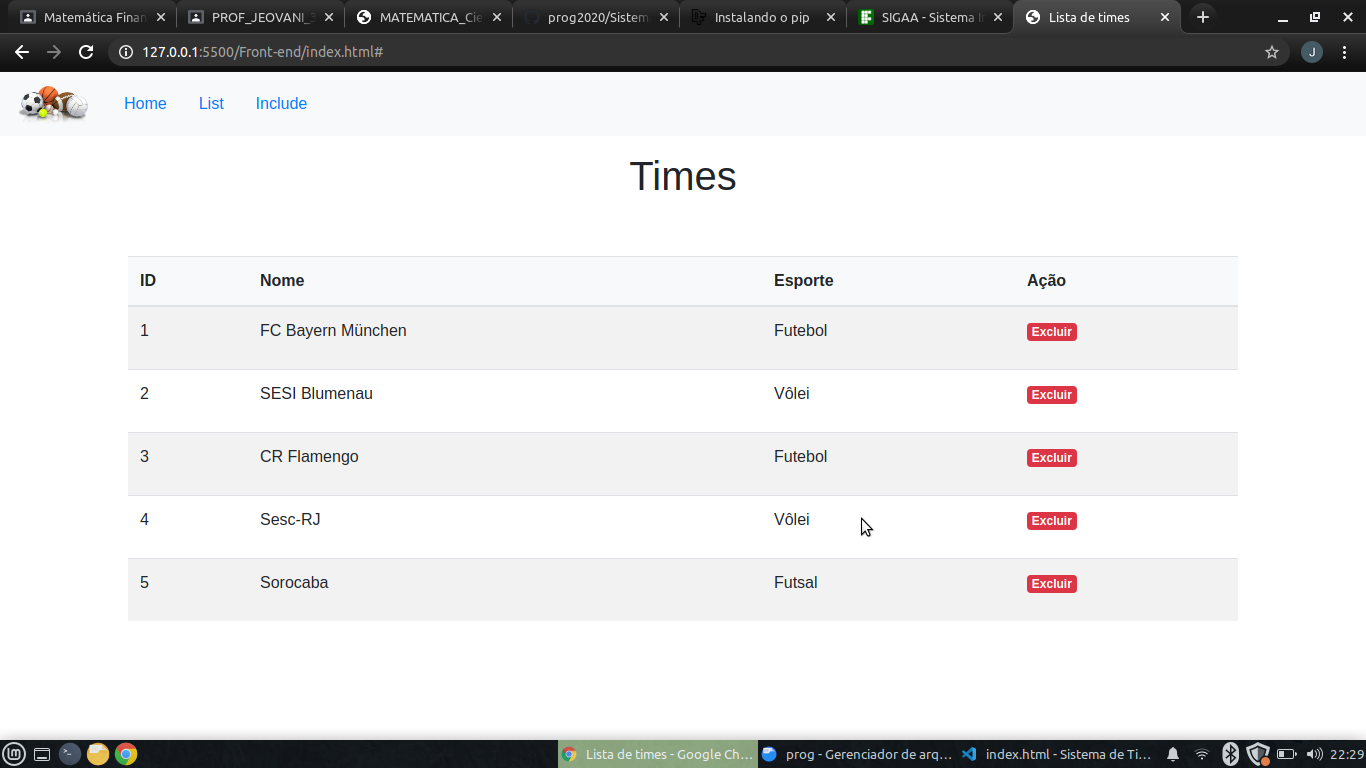 Matemática Finan
PROF_JEOVANI_3
MATEMATICA_Cie
prog2020/Sistem
Instalando o pip
SIGAA - Sistema I
Lista de times
127.0.0.1:5500/Front-end/index.html#
J
Home List Include
Times
ID Nome Esporte Ação
1 FC Bayern München Futebol Excluir
2 SESI Blumenau Vôlei Excluir
3 CR Flamengo Futebol Excluir
4 Sesc-RJ Vôlei Excluir
5 Sorocaba Futsal Excluir
Lista de times - Google Ch...
prog - Gerenciador de arq...
index.html - Sistema de Ti...
22:29